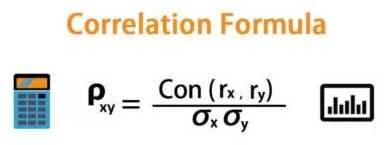 Correlation Formula
ρxy = Con (rx , ry)
σx σy